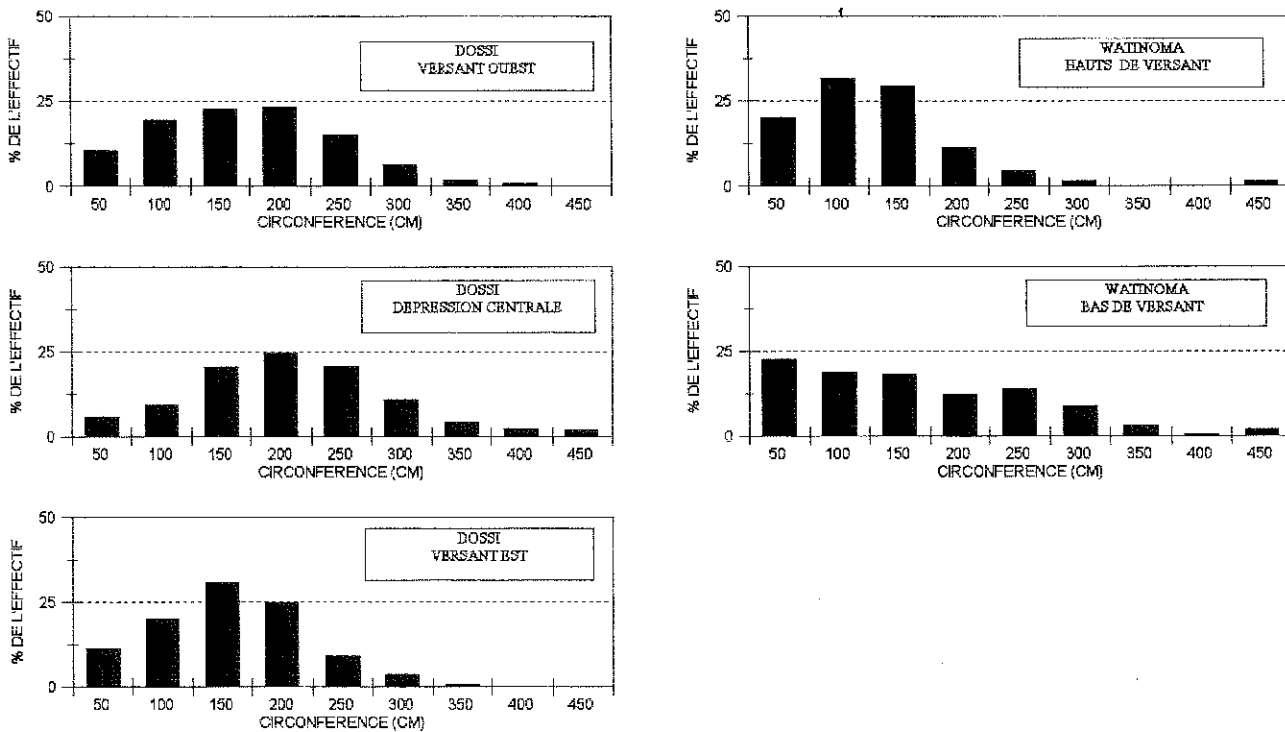 50
25
0
% DE L'EFFECTIF
DOSSI
VERSANT OUEST
50 100 150 200 250 300 350 400 450
CIRCONFERENCE (CM)
50
25
0
% DE L'EFFECTIF
WATINOMA
HAUTS DE VERSANT
50 100 150 200 250 300 350 400 450
CIRCONFERENCE (CM)
50
25
0
% DE L'EFFECTIF
DOSSI
DEPRESSION CENTRALE
50 100 150 200 250 300 350 400 450
CIRCONFERENCE (CM)
50
25
0
% DE L'EFFECTIF
WATINOMA
BAS DE VERSANT
50 100 150 200 250 300 350 400 450
CIRCONFERENCE (CM)
50
25
0
% DE L'EFFECTIF
DOSSI
VERSANT EST
50 100 150 200 250 300 350 400 450
CIRCONFERENCE (CM)